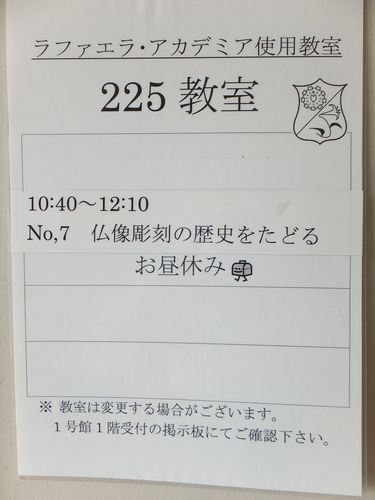 ラファエラ・アカデミア使用教室
225 教室
10:40～12:10
No,7　仏像彫刻の歴史をたどる
お昼休み
※ 教室は変更する場合がございます。
1号館1階受付の掲示板にてご確認下さい。